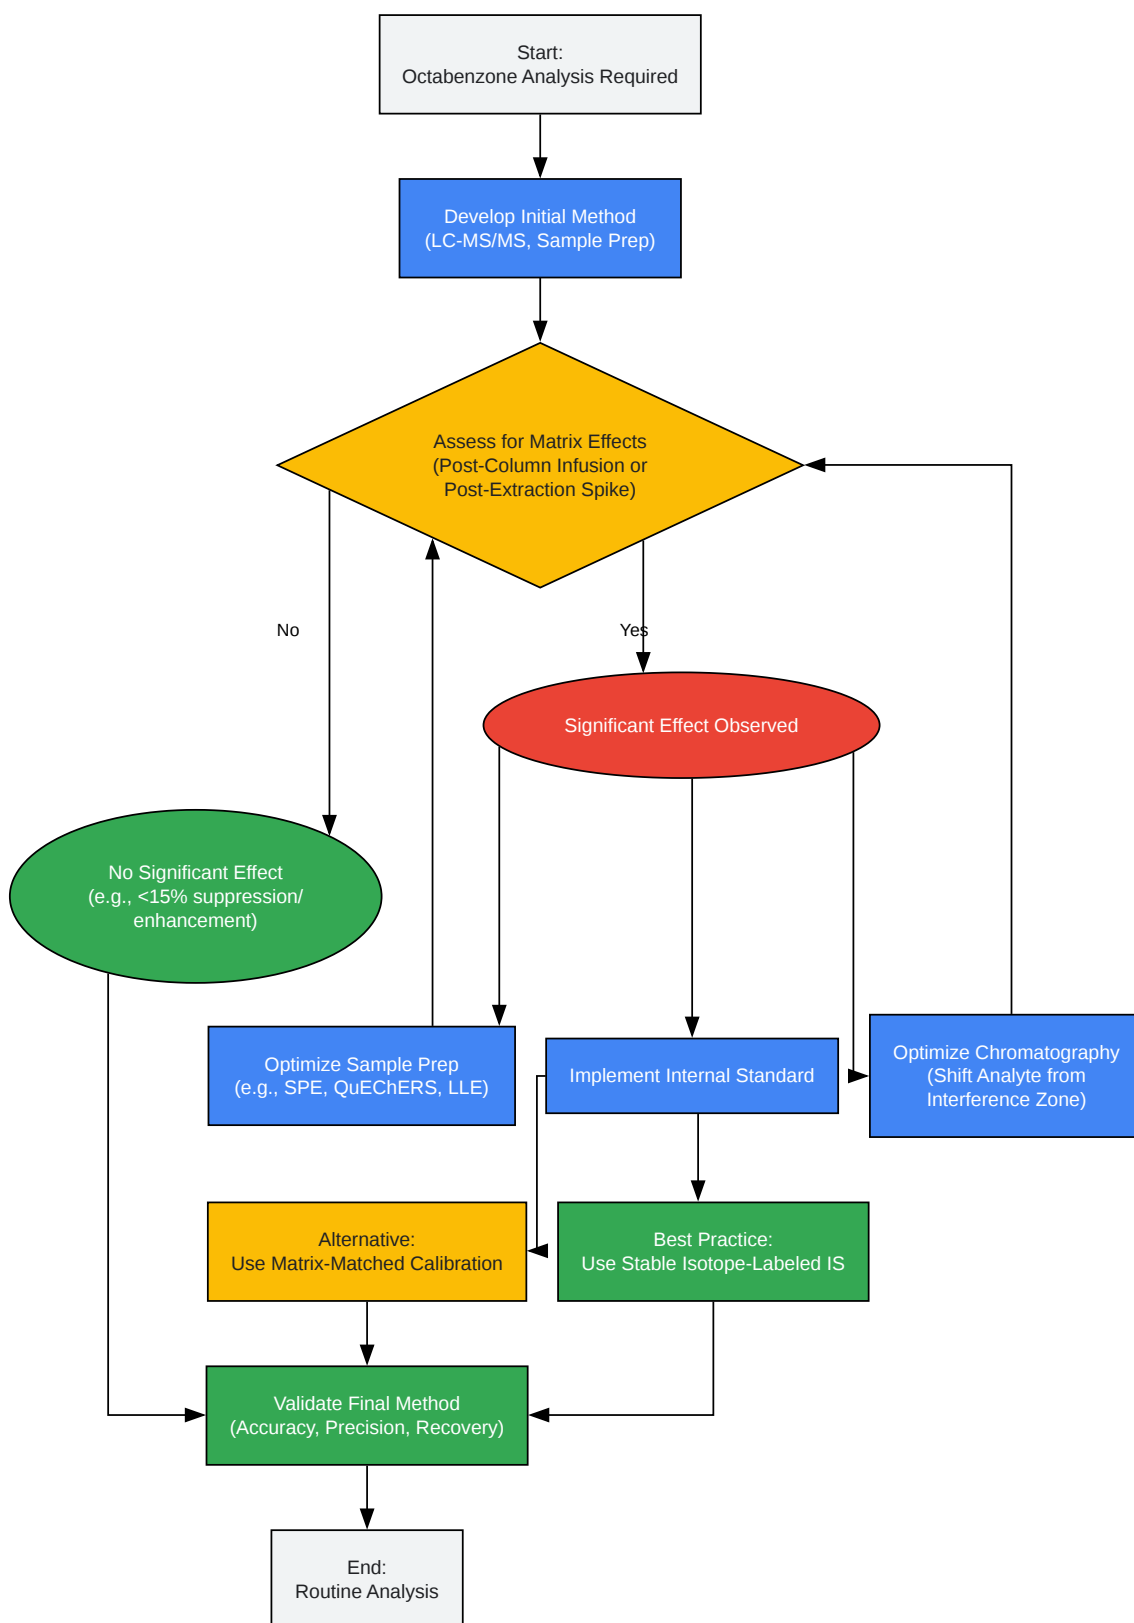 Start:
Octabenzone Analysis Required
Develop Initial Method
(LC-MS/MS, Sample Prep)
Assess for Matrix Effects
(Post-Column Infusion or
Post-Extraction Spike)
No
Yes
Significant Effect Observed
No Significant Effect
(e.g., <15% suppression/
enhancement)
Optimize Sample Prep
(e.g., SPE, QuEChERS, LLE)
Implement Internal Standard
Optimize Chromatography
(Shift Analyte from
Interference Zone)
Alternative:
Use Matrix-Matched Calibration
Best Practice:
Use Stable Isotope-Labeled IS
Validate Final Method
(Accuracy, Precision, Recovery)
End:
Routine Analysis